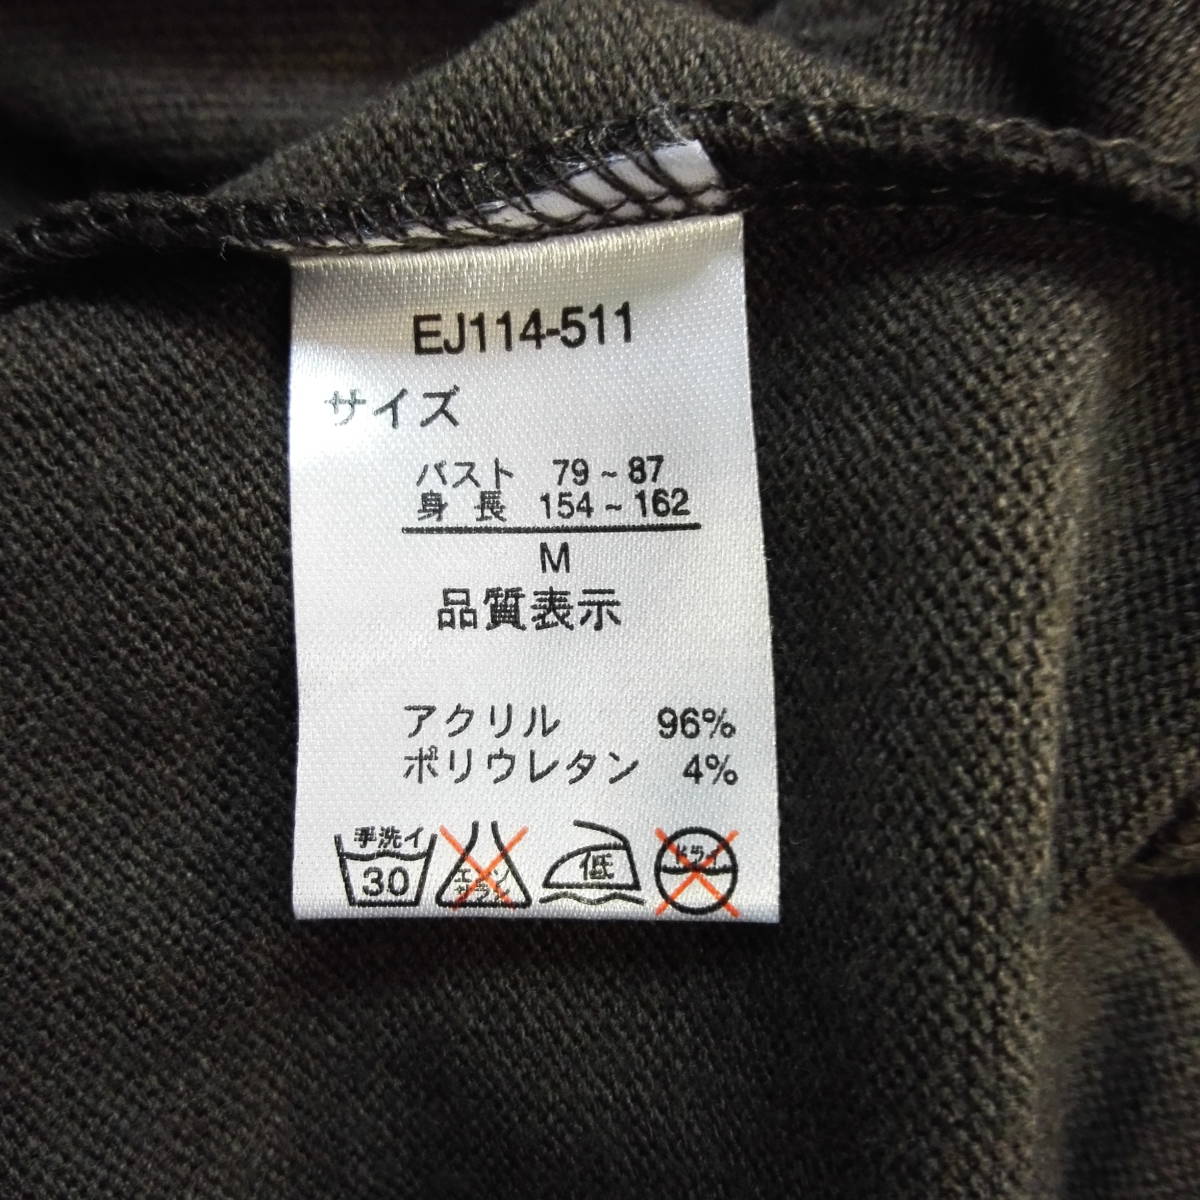 EJ114-511
サイズ
バスト 79~87
身長 154~162
M
品質表示
アクリル 96%
ポリウレタン 4%
手洗イ
30
エンソ
サラシ
低
ドライ